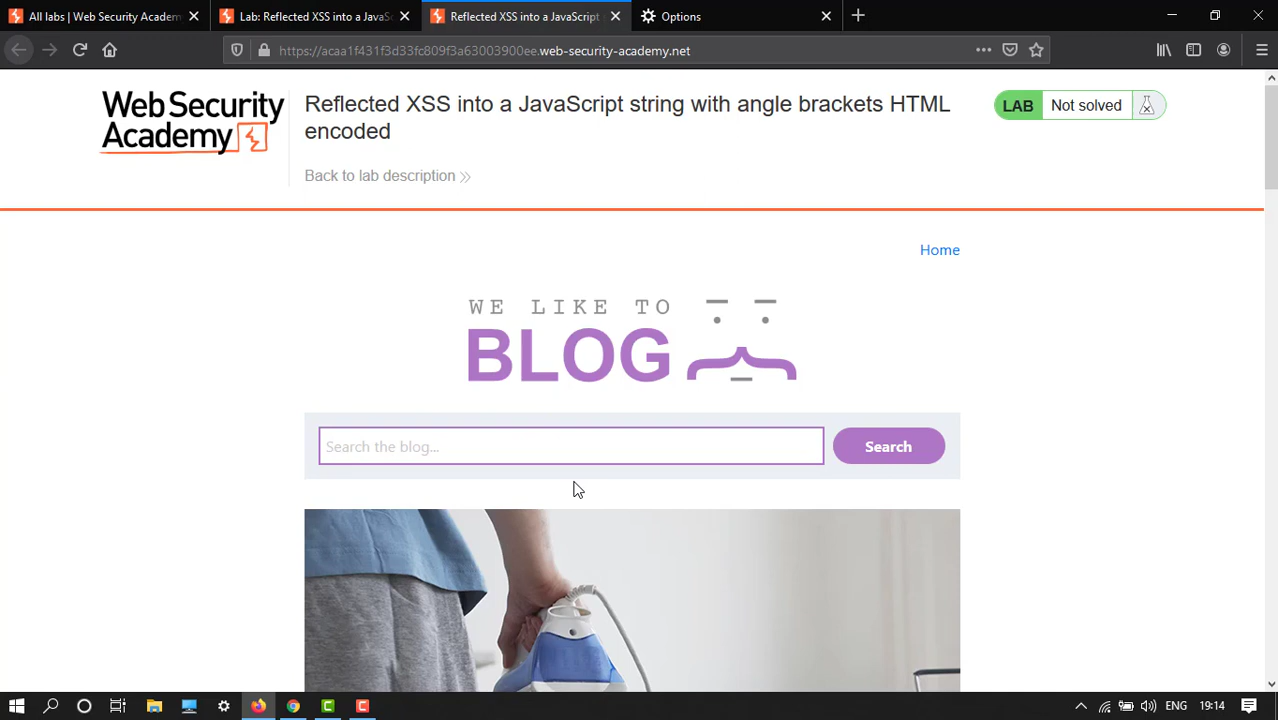 All labs | Web Security Academ
Lab: Reflected XSS into a JavaSc
Reflected XSS into a JavaScript
Options
https://acaa1f431f3d33fc809f3a63003900ee.web-security-academy.net
Web Security
Academy
Reflected XSS into a JavaScript string with angle brackets HTML
encoded
Back to lab description
LAB
Not solved
Home
WE LIKE TO
BLOG
Search the blog...
Search
ENG
19:14